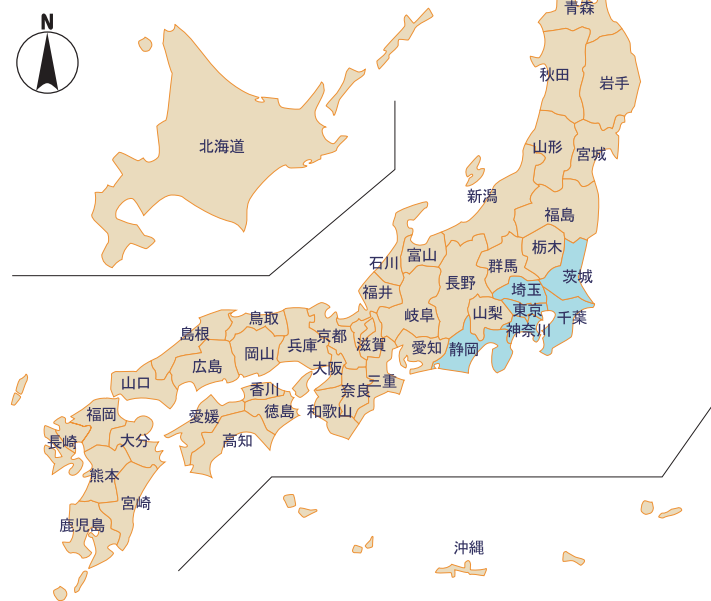 N
青森
秋田
岩手
北海道
山形
宮城
新潟
福島
栃木
富山
石川
群馬
茨城
長野
埼玉
福井
東京
山梨
岐阜
千葉
神奈川
鳥取
島根
京都
兵庫
滋賀
愛知
静岡
岡山
広島
大阪
三重
山口
香川
奈良
徳島
和歌山
福岡
愛媛
長崎
大分
高知
熊本
宮崎
鹿児島
沖縄